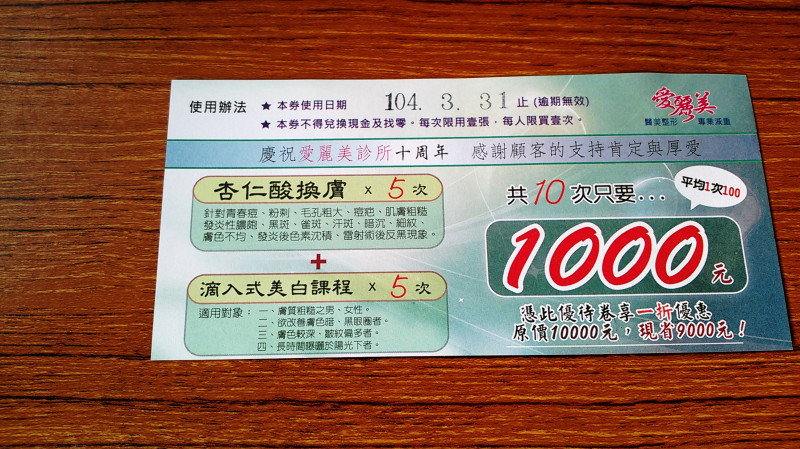 使用辦法 ★ 本券使用日期 104. 3. 31 止 (逾期無效)
★ 本券不得兌換現金及找零。每次限用壹張，每人限買壹次。
愛麗美
醫美整形 專業減重
慶祝愛麗美診所十周年 感謝顧客的支持肯定與厚愛
杏仁酸換膚 x 5 次
針對青春痘、粉刺、毛孔粗大、痘疤、肌膚粗糙
發炎性膿皰、黑斑、雀斑、汗斑、暗沉、細紋、
膚色不均、發炎後色素沈積、雷射術後反黑現象。
+
滴入式美白課程 x 5 次
適用對象： 一、膚質粗糙之男、女性。
二、欲改善膚色暗、黑眼圈者。
三、膚色較深、皺紋偏多者。
四、長時間曝曬於陽光下者。
共10次只要...
平均1次100
1000元
憑此優待卷享一折優惠
原價10000元，現省9000元！